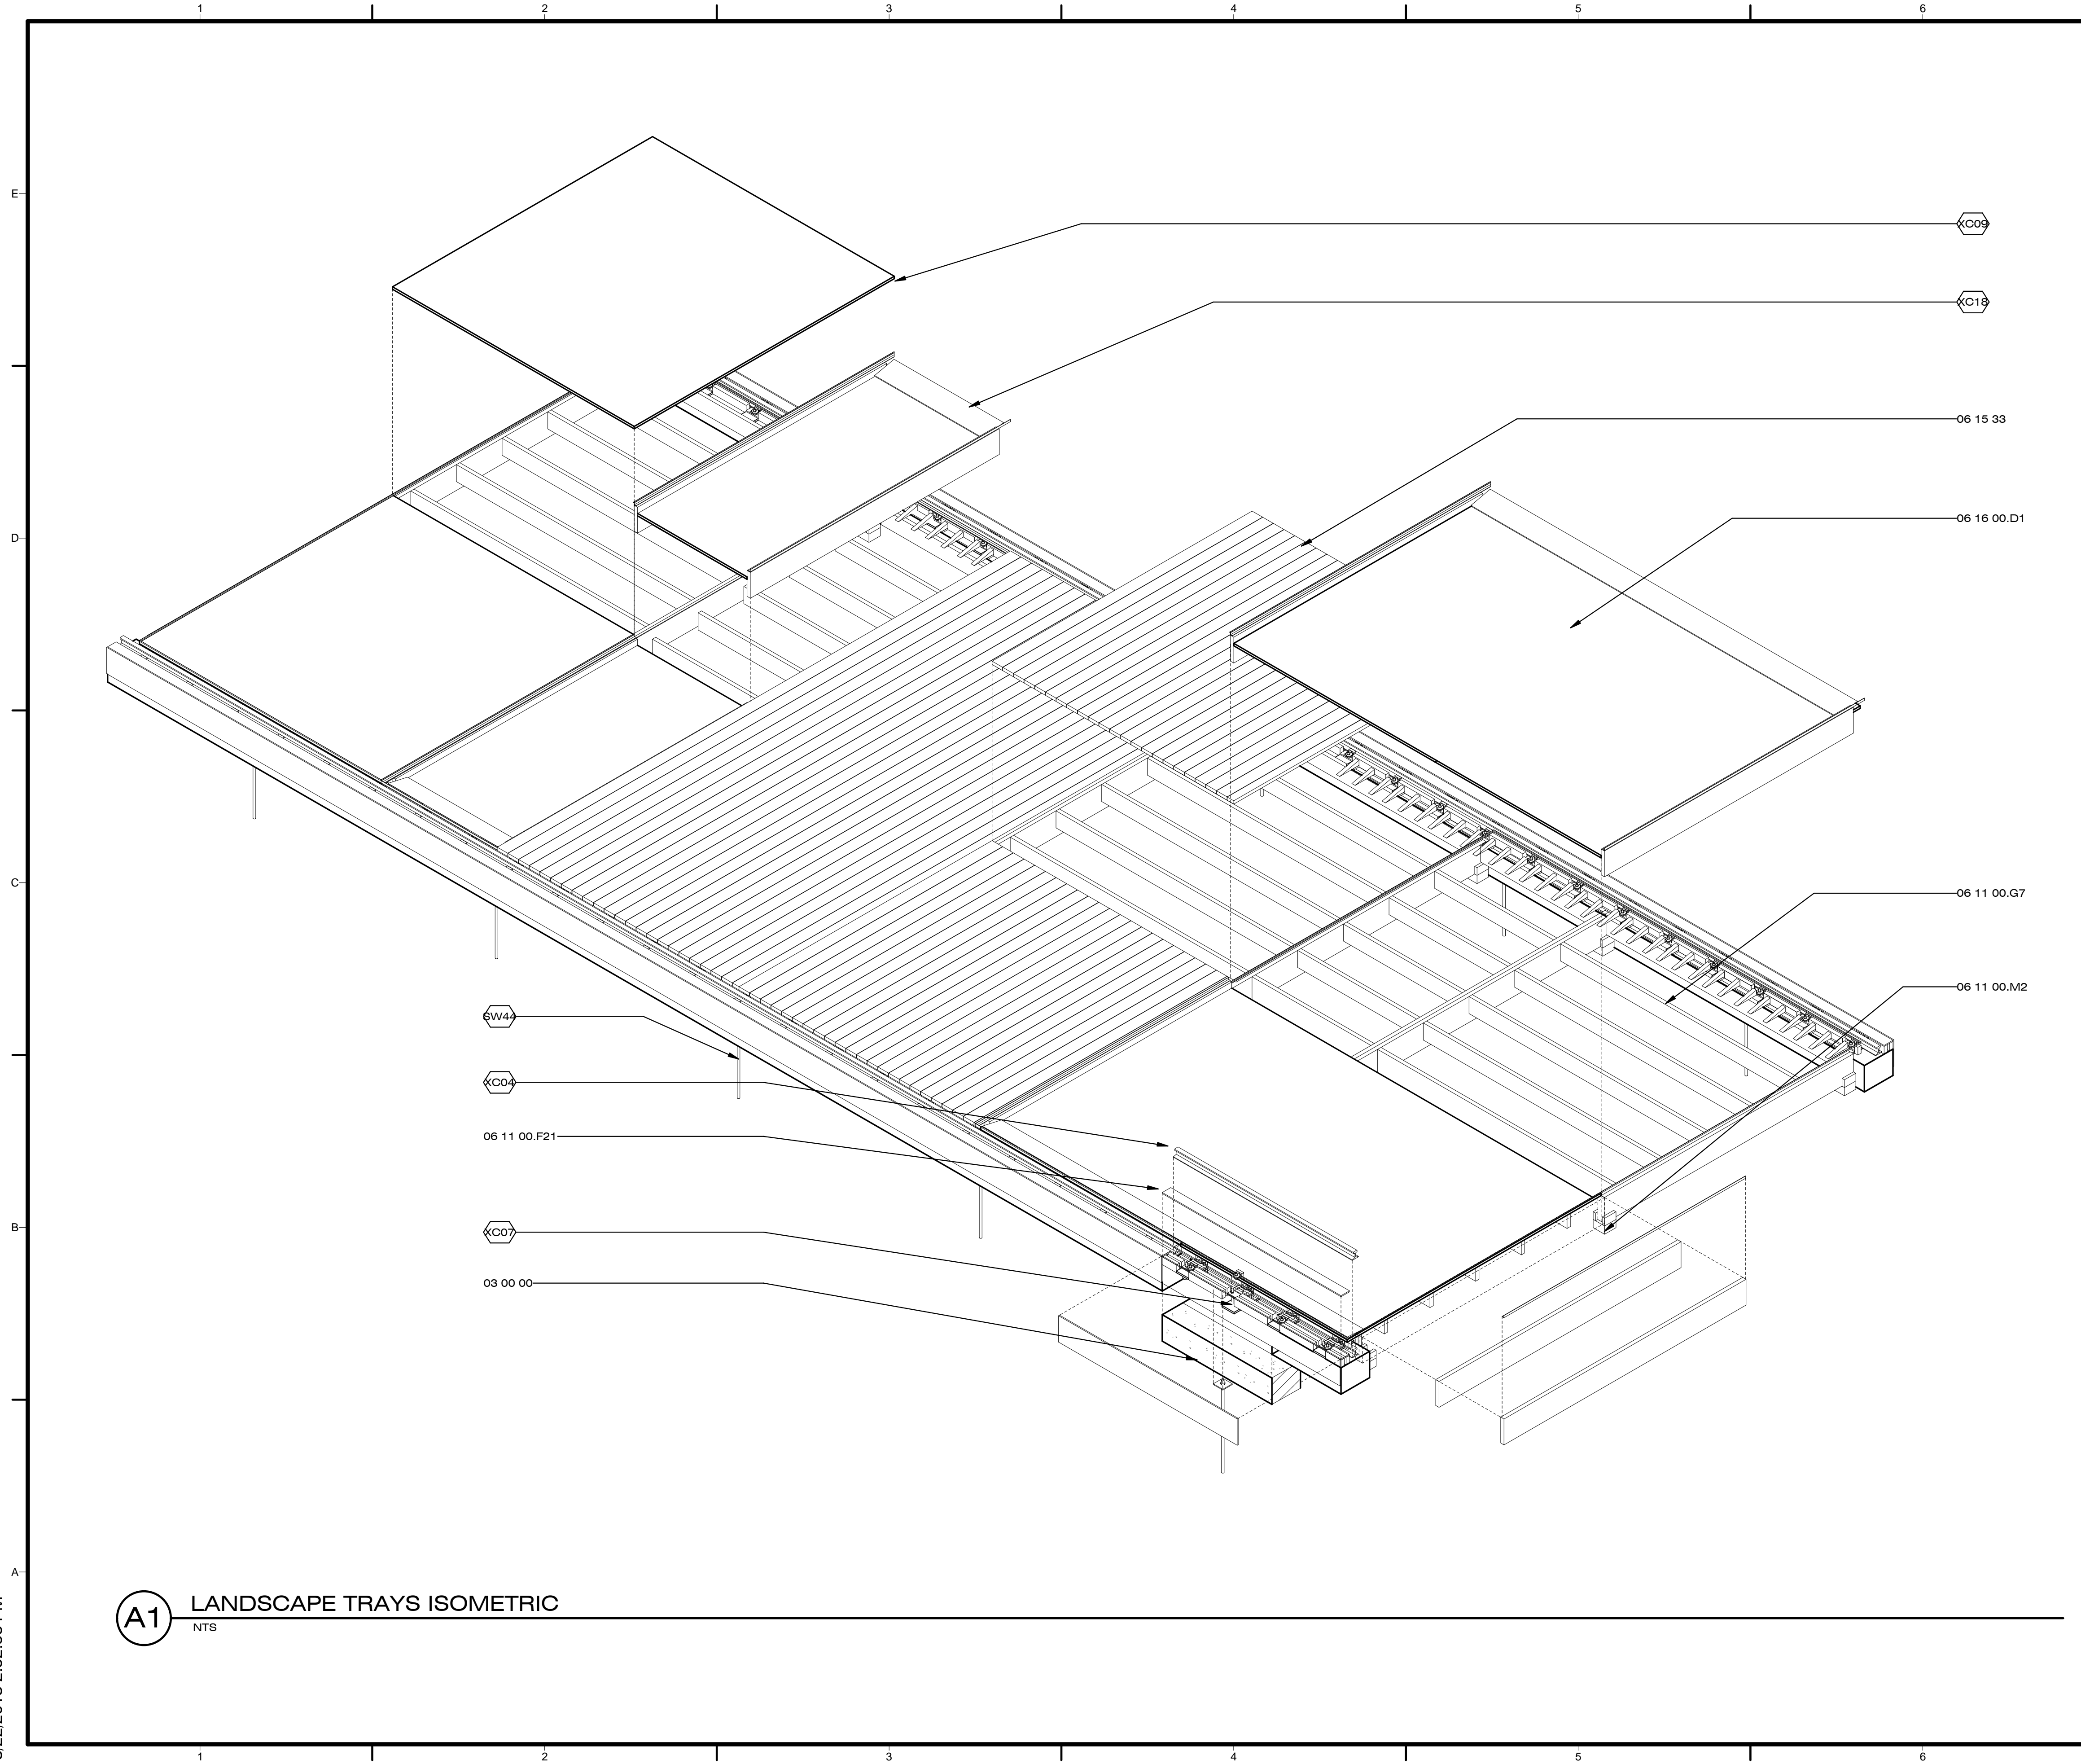 1 2 3 4 5 6
E
XC09
XC18
06 15 33
06 16 00.D1
D
C
06 11 00.G7
06 11 00.M2
SW44
XC04
06 11 00.F21
B
XC07
03 00 00
A
A1 LANDSCAPE TRAYS ISOMETRIC
NTS
1 2 3 4 5 6